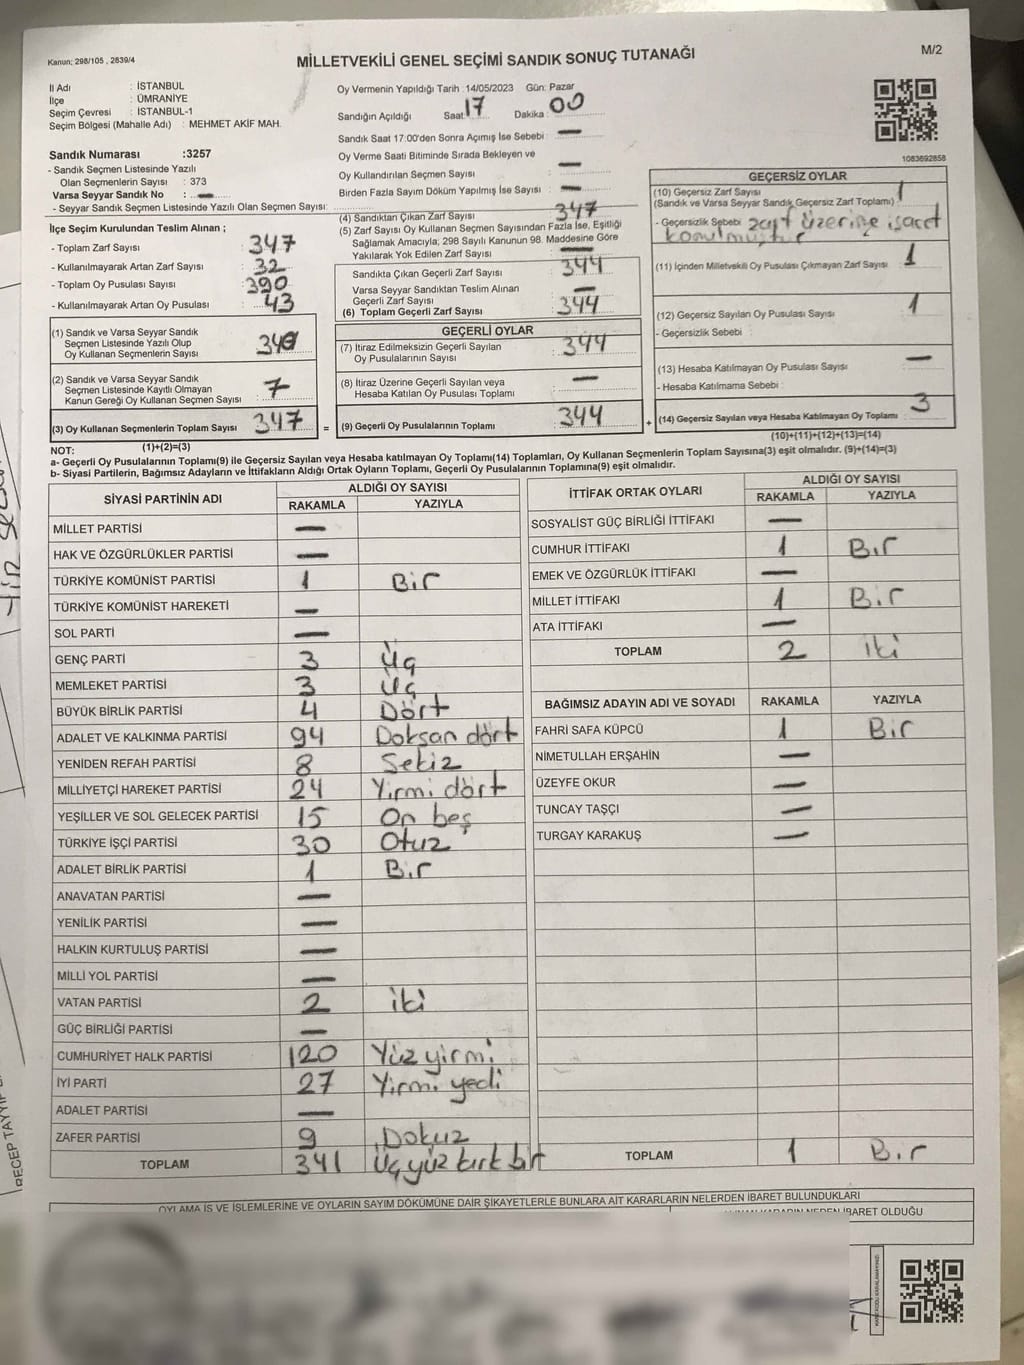 Kanun; 298/105 , 2839/4
MİLLETVEKİLİ GENEL SEÇİMİ SANDIK SONUÇ TUTANAĞI
M/2
İl Adı : İSTANBUL
İlçe : ÜMRANİYE
Seçim Çevresi : İSTANBUL-1
Seçim Bölgesi (Mahalle Adı) : MEHMET AKİF MAH.
Sandık Numarası :3257
- Sandık Seçmen Listesinde Yazılı
Olan Seçmenlerin Sayısı : 373
Varsa Seyyar Sandık No : —
- Seyyar Sandık Seçmen Listesinde Yazılı Olan Seçmen Sayısı:
İlçe Seçim Kurulundan Teslim Alınan ;
- Toplam Zarf Sayısı : 347
- Kullanılmayarak Artan Zarf Sayısı : 32
- Toplam Oy Pusulası Sayısı : 390
- Kullanılmayarak Artan Oy Pusulası : 43
(1) Sandık ve Varsa Seyyar Sandık
Seçmen Listesinde Yazılı Olup
Oy Kullanan Seçmenlerin Sayısı : 340
(2) Sandık ve Varsa Seyyar Sandık
Seçmen Listesinde Kayıtlı Olmayan
Kanun Gereği Oy Kullanan Seçmen Sayısı : 7
(3) Oy Kullanan Seçmenlerin Toplam Sayısı : 347
(1)+(2)=(3)
Oy Vermenin Yapıldığı Tarih :14/05/2023 Gün: Pazar
Sandığın Açıldığı Saat 17 Dakika : 00
Sandık Saat 17:00'den Sonra Açımış İse Sebebi : —
Oy Verme Saati Bitiminde Sırada Bekleyen ve
Oy Kullandırılan Seçmen Sayısı : —
Birden Fazla Sayım Döküm Yapılmış İse Sayısı : —
(4) Sandıktan Çıkan Zarf Sayısı : 347
(5) Zarf Sayısı Oy Kullanan Seçmen Sayısından Fazla İse, Eşitliği
Sağlamak Amacıyla; 298 Sayılı Kanunun 98. Maddesine Göre
Yakılarak Yok Edilen Zarf Sayısı : —
Sandıkta Çıkan Geçerli Zarf Sayısı : 344
Varsa Seyyar Sandıktan Teslim Alınan
Geçerli Zarf Sayısı : —
(6) Toplam Geçerli Zarf Sayısı : 344
GEÇERLİ OYLAR
(7) İtiraz Edilmeksizin Geçerli Sayılan
Oy Pusulalarının Sayısı : 344
(8) İtiraz Üzerine Geçerli Sayılan veya
Hesaba Katılan Oy Pusulası Toplamı : —
= (9) Geçerli Oy Pusulalarının Toplamı : 344
1083692858
GEÇERSİZ OYLAR
(10) Geçersiz Zarf Sayısı : 1
(Sandık ve Varsa Seyyar Sandık Geçersiz Zarf Toplamı)
- Geçersizlik Sebebi : zarf üzerine işaret
konulmuştur
(11) İçinden Milletvekili Oy Pusulası Çıkmayan Zarf Sayısı : 1
(12) Geçersiz Sayılan Oy Pusulası Sayısı : 1
- Geçersizlik Sebebi :
(13) Hesaba Katılmayan Oy Pusulası Sayısı : —
- Hesaba Katılmama Sebebi :
+ (14) Geçersiz Sayılan veya Hesaba Katılmayan Oy Toplamı : 3
(10)+(11)+(12)+(13)=(14)
NOT:
a- Geçerli Oy Pusulalarının Toplamı(9) ile Geçersiz Sayılan veya Hesaba katılmayan Oy Toplamı(14) Toplamları, Oy Kullanan Seçmenlerin Toplam Sayısına(3) eşit olmalıdır. (9)+(14)=(3)
b- Siyasi Partilerin, Bağımsız Adayların ve İttifakların Aldığı Ortak Oyların Toplamı, Geçerli Oy Pusulalarının Toplamına(9) eşit olmalıdır.
SİYASİ PARTİNİN ADI ALDIĞI OY SAYISI
RAKAMLA YAZIYLA
MİLLET PARTİSİ —
HAK VE ÖZGÜRLÜKLER PARTİSİ —
TÜRKİYE KOMÜNİST PARTİSİ 1 Bir
TÜRKİYE KOMÜNİST HAREKETİ —
SOL PARTİ —
GENÇ PARTİ 3 Üç
MEMLEKET PARTİSİ 3 Üç
BÜYÜK BİRLİK PARTİSİ 4 Dört
ADALET VE KALKINMA PARTİSİ 94 Doksan dört
YENİDEN REFAH PARTİSİ 8 Sekiz
MİLLİYETÇİ HAREKET PARTİSİ 24 Yirmi dört
YEŞİLLER VE SOL GELECEK PARTİSİ 15 On beş
TÜRKİYE İŞÇİ PARTİSİ 30 Otuz
ADALET BİRLİK PARTİSİ 1 Bir
ANAVATAN PARTİSİ —
YENİLİK PARTİSİ —
HALKIN KURTULUŞ PARTİSİ —
MİLLİ YOL PARTİSİ —
VATAN PARTİSİ 2 iki
GÜÇ BİRLİĞİ PARTİSİ —
CUMHURİYET HALK PARTİSİ 120 Yüz yirmi
İYİ PARTİ 27 Yirmi yedi
ADALET PARTİSİ —
ZAFER PARTİSİ 9 Dokuz
TOPLAM 341 Üç yüz kırk bir
İTTİFAK ORTAK OYLARI ALDIĞI OY SAYISI
RAKAMLA YAZIYLA
SOSYALİST GÜÇ BİRLİĞİ İTTİFAKI —
CUMHUR İTTİFAKI 1 Bir
EMEK VE ÖZGÜRLÜK İTTİFAKI —
MİLLET İTTİFAKI 1 Bir
ATA İTTİFAKI —
TOPLAM 2 iki
BAĞIMSIZ ADAYIN ADI VE SOYADI RAKAMLA YAZIYLA
FAHRİ SAFA KÜPCÜ 1 Bir
NİMETULLAH ERŞAHİN —
ÜZEYFE OKUR —
TUNCAY TAŞÇI —
TURGAY KARAKUŞ —
TOPLAM 1 Bir
OYLAMA İŞ VE İŞLEMLERİNE VE OYLARIN SAYIM DÖKÜMÜNE DAİR ŞİKAYETLERLE BUNLARA AİT KARARLARIN NELERDEN İBARET BULUNDUKLARI
İBARET OLDUĞU
RECEP TAYYİP